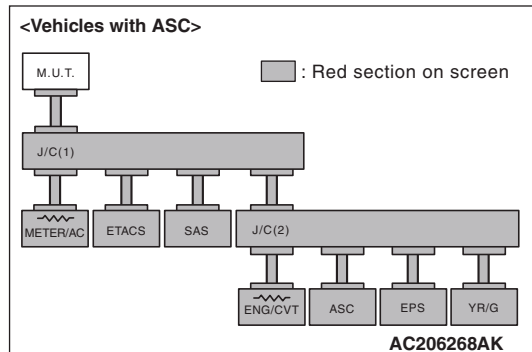 <Vehicles with ASC>
M.U.T.
: Red section on screen
J/C(1)
METER/AC
ETACS
SAS
J/C(2)
ENG/CVT
ASC
EPS
YR/G
AC206268AK